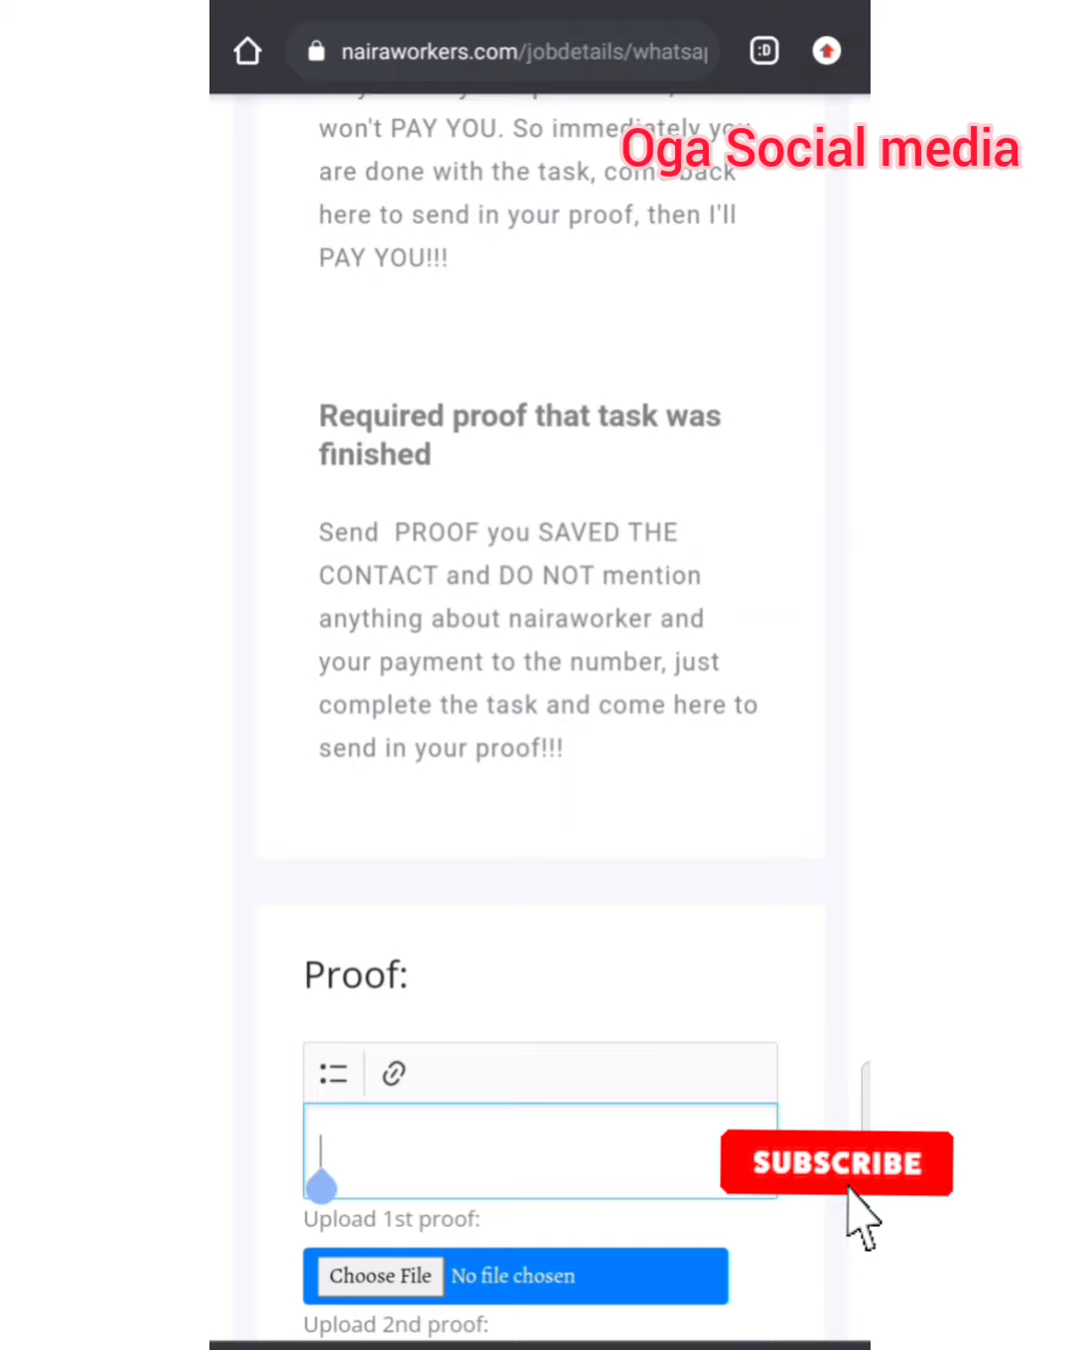 nairaworkers.com/jobdetails/whatsap
:D
won't PAY YOU. So immediately you
Oga Social media
are done with the task, come back
here to send in your proof, then I'll
PAY YOU!!!
Required proof that task was
finished
Send PROOF you SAVED THE
CONTACT and DO NOT mention
anything about nairaworker and
your payment to the number, just
complete the task and come here to
send in your proof!!!
Proof:
SUBSCRIBE
Upload 1st proof:
Choose File No file chosen
Upload 2nd proof: